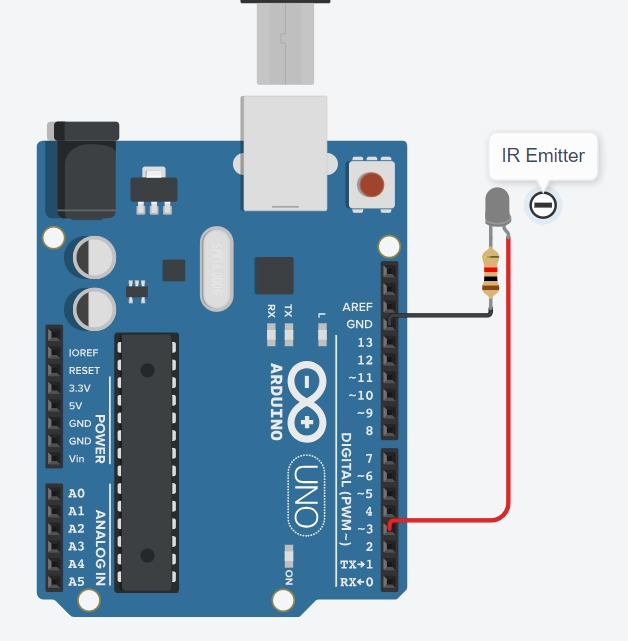 IR Emitter
AREF
GND
13
12
~11
~10
~9
8
7
~6
~5
4
~3
2
TX→1
RX←0
DIGITAL (PWM ~)
RX
TX
L
ARDUINO
UNO
ON
IOREF
RESET
3.3V
5V
GND
GND
Vin
POWER
A0
A1
A2
A3
A4
A5
ANALOG IN